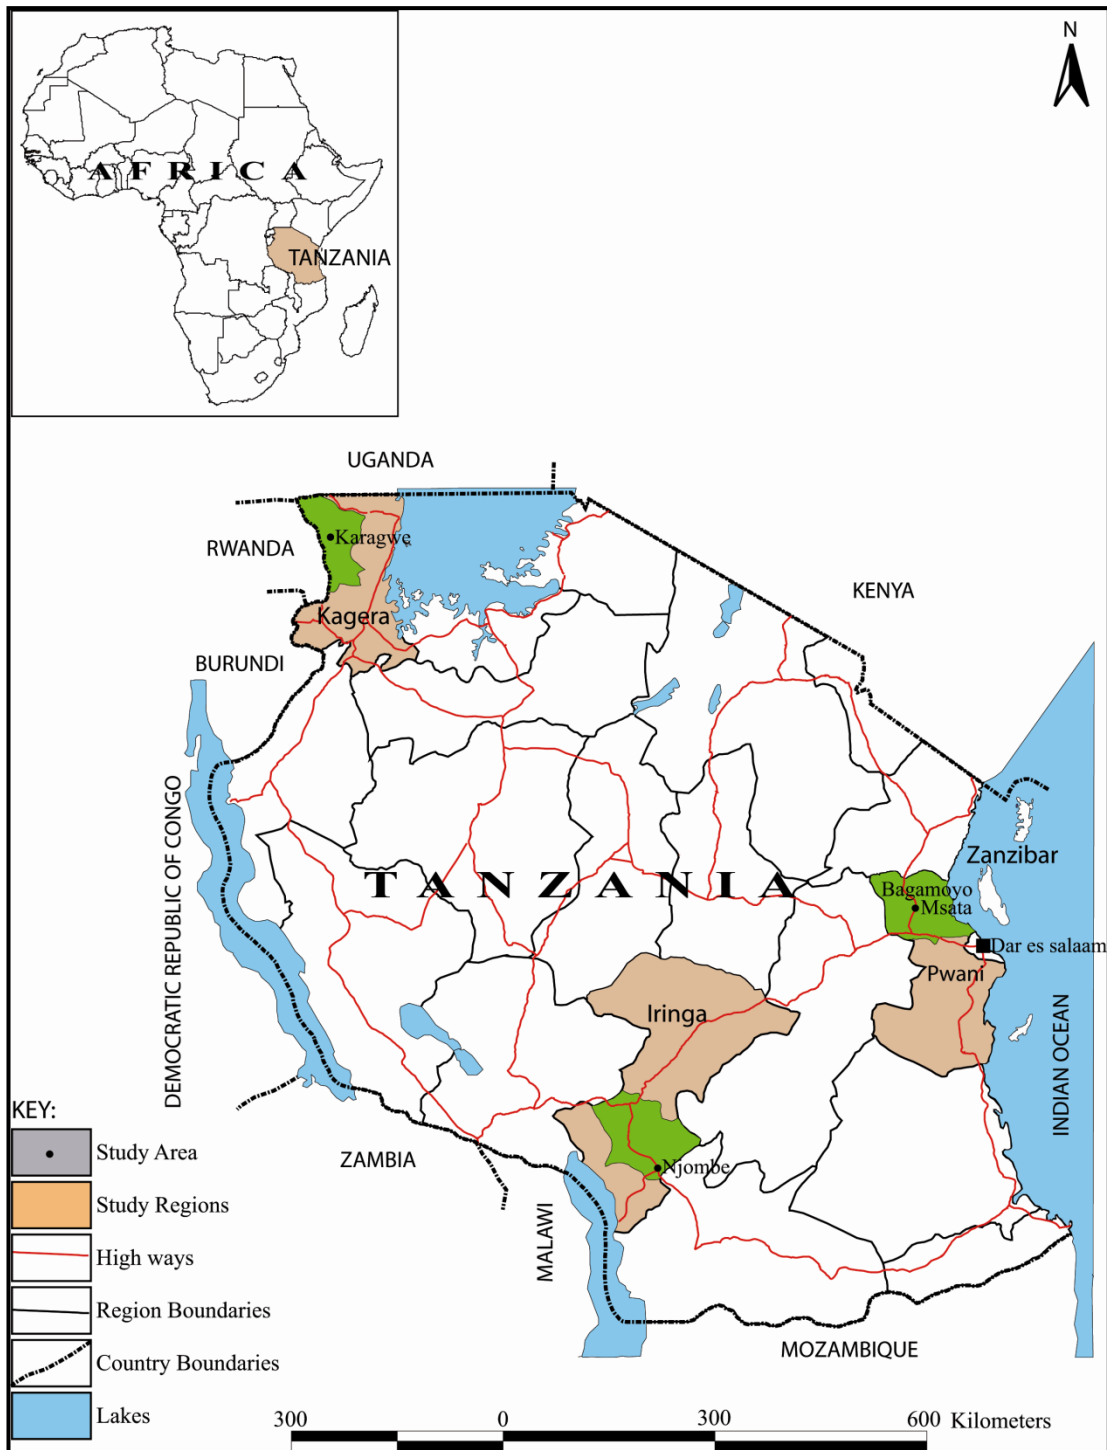 N
AFRICA
TANZANIA
UGANDA
RWANDA
Karagwe
KENYA
Kagera
BURUNDI
DEMOCRATIC REPUBLIC OF CONGO
TANZANIA
Zanzibar
Bagamoyo
Msata
Dar es salaam
Pwani
Iringa
INDIAN OCEAN
Njombe
ZAMBIA
MALAWI
MOZAMBIQUE
KEY:
Study Area
Study Regions
High ways
Region Boundaries
Country Boundaries
Lakes
300 0 300 600 Kilometers